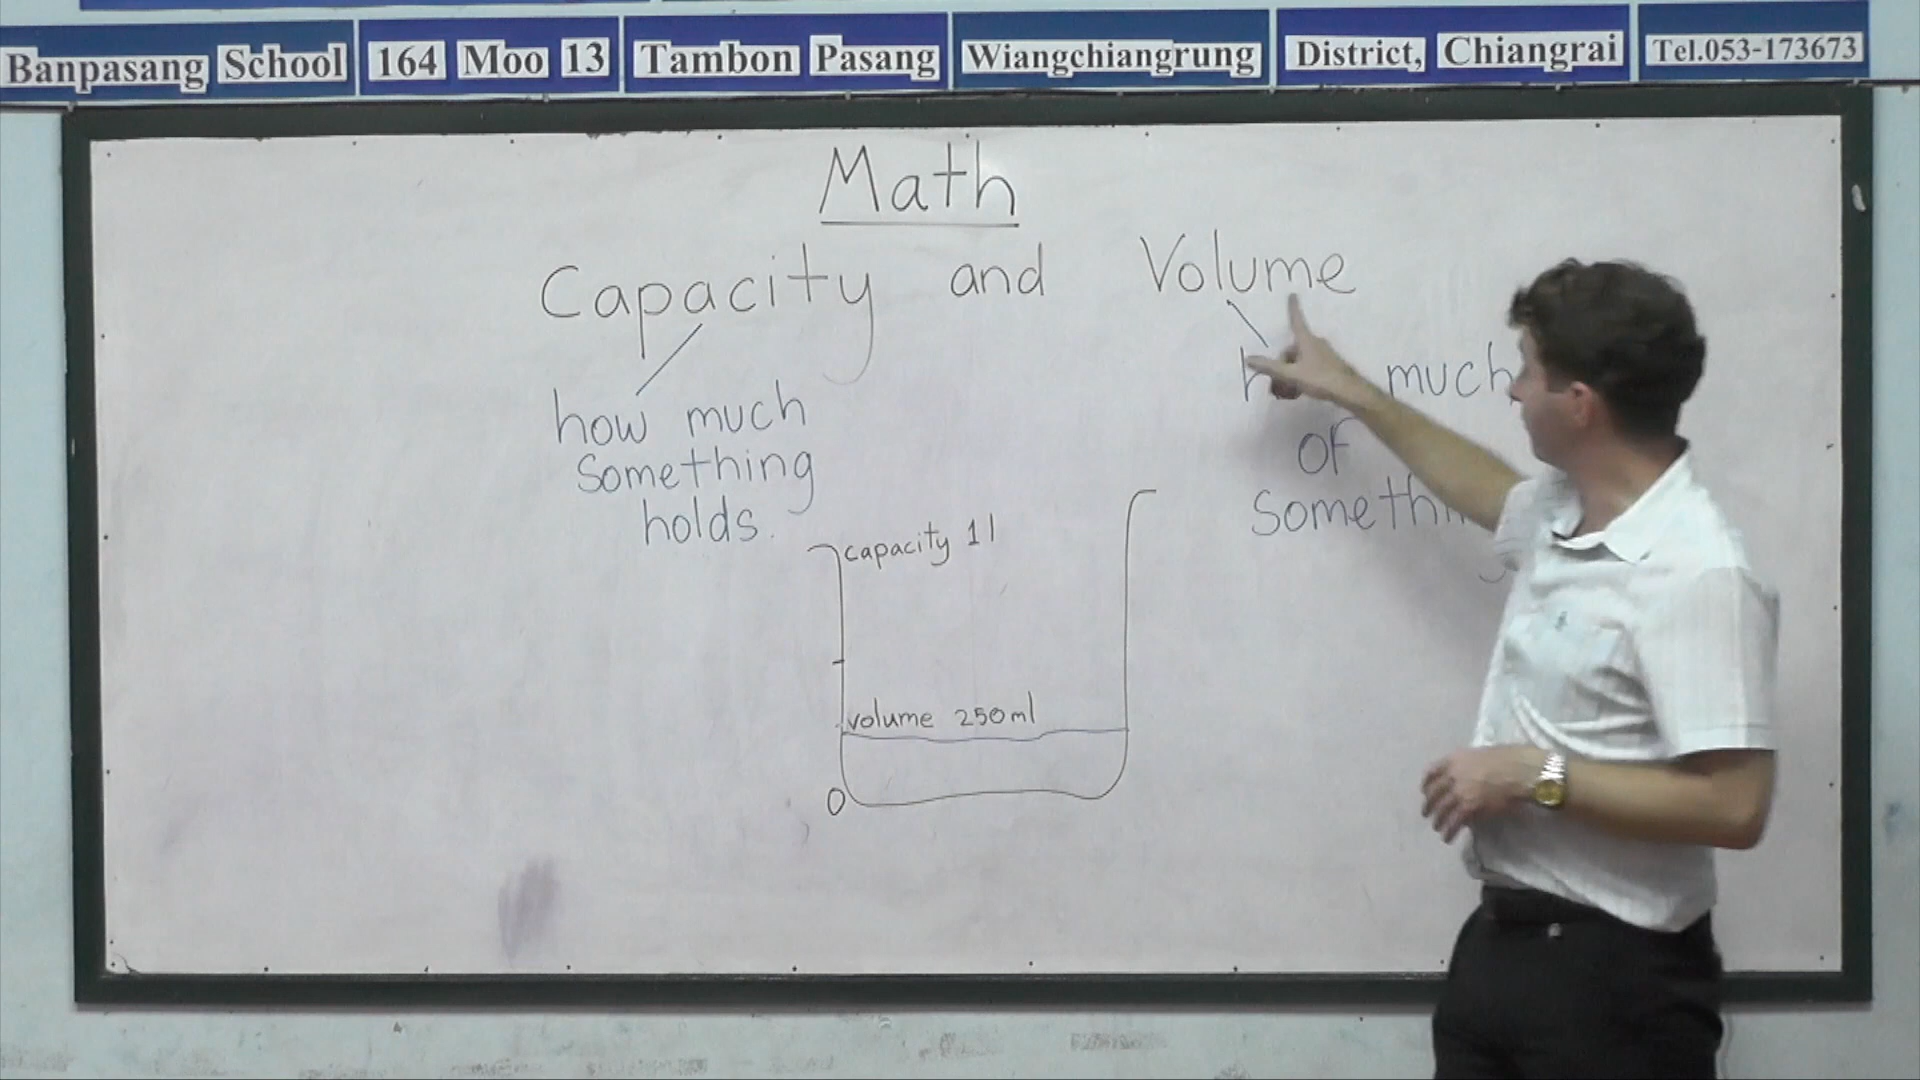 Banpasang School 164 Moo 13 Tambon Pasang Wiangchiangrung District, Chiangrai Tel.053-173673
Math
Capacity and Volume
how much
something
holds.
much
of
capacity 1l
volume 250ml
0